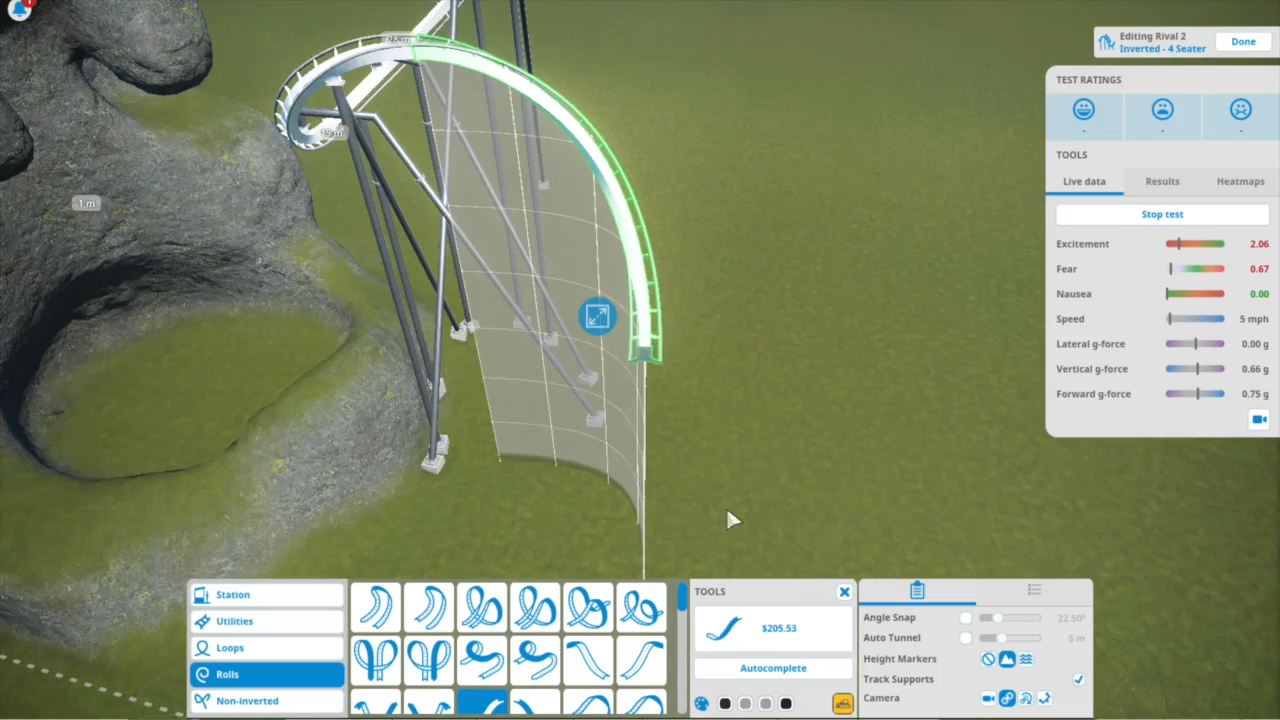 1
Editing Rival 2
Inverted - 4 Seater
Done
28 m
15 m
1 m
TEST RATINGS
-
-
-
TOOLS
Live data
Results
Heatmaps
Stop test
Excitement
2.06
Fear
0.67
Nausea
0.00
Speed
5 mph
Lateral g-force
0.00 g
Vertical g-force
0.66 g
Forward g-force
0.75 g
Station
Utilities
Loops
Rolls
Non-inverted
TOOLS
$205.53
Autocomplete
Angle Snap
22.50°
Auto Tunnel
5 m
Height Markers
Track Supports
Camera